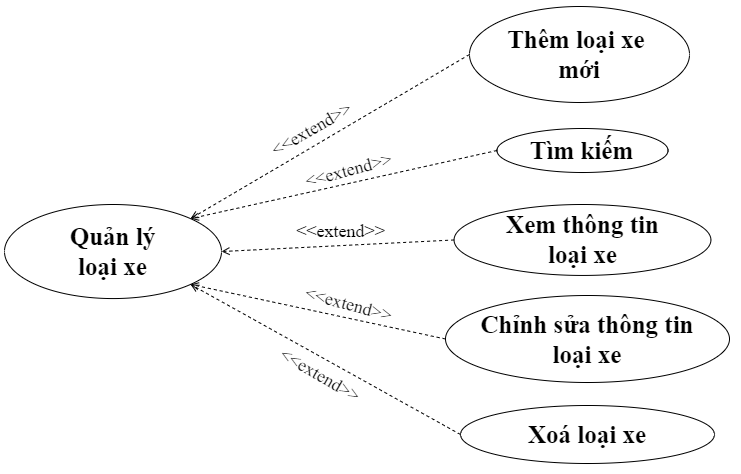 Thêm loại xe
mới
<<extend>>
Tìm kiếm
<<extend>>
Quản lý
loại xe
<<extend>>
Xem thông tin
loại xe
<<extend>>
Chỉnh sửa thông tin
loại xe
<<extend>>
Xoá loại xe